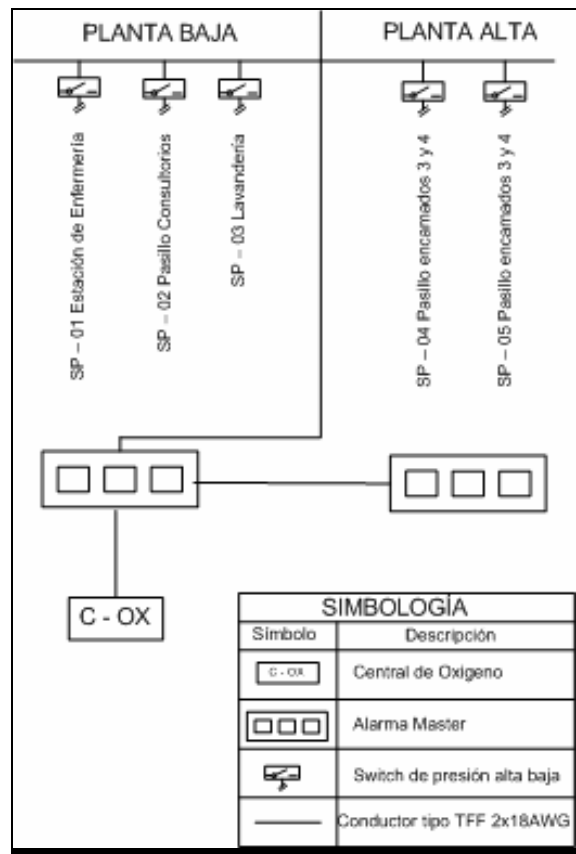 PLANTA BAJA
PLANTA ALTA
SP – 01 Estación de Enfermería
SP – 02 Pasillo Consultorios
SP – 03 Lavandería
SP – 04 Pasillo encamados 3 y 4
SP – 05 Pasillo encamados 3 y 4
C - OX
SIMBOLOGÍA
Símbolo
Descripción
C - OX
Central de Oxigeno
Alarma Master
Switch de presión alta baja
Conductor tipo TFF 2x18AWG